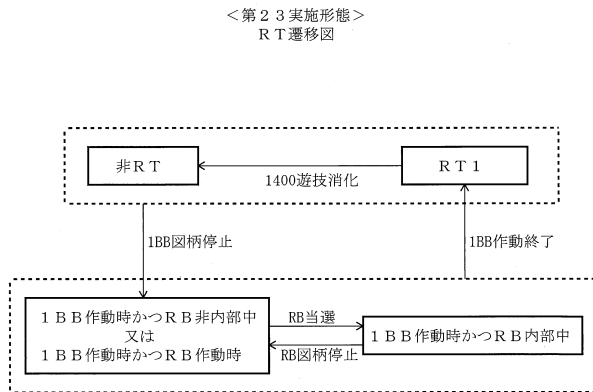 ＜第２３実施形態＞
ＲＴ遷移図
非ＲＴ
ＲＴ１
1400遊技消化
1BB図柄停止
1BB作動終了
１ＢＢ作動時かつＲＢ非内部中
又は
１ＢＢ作動時かつＲＢ作動時
RB当選
RB図柄停止
１ＢＢ作動時かつＲＢ内部中